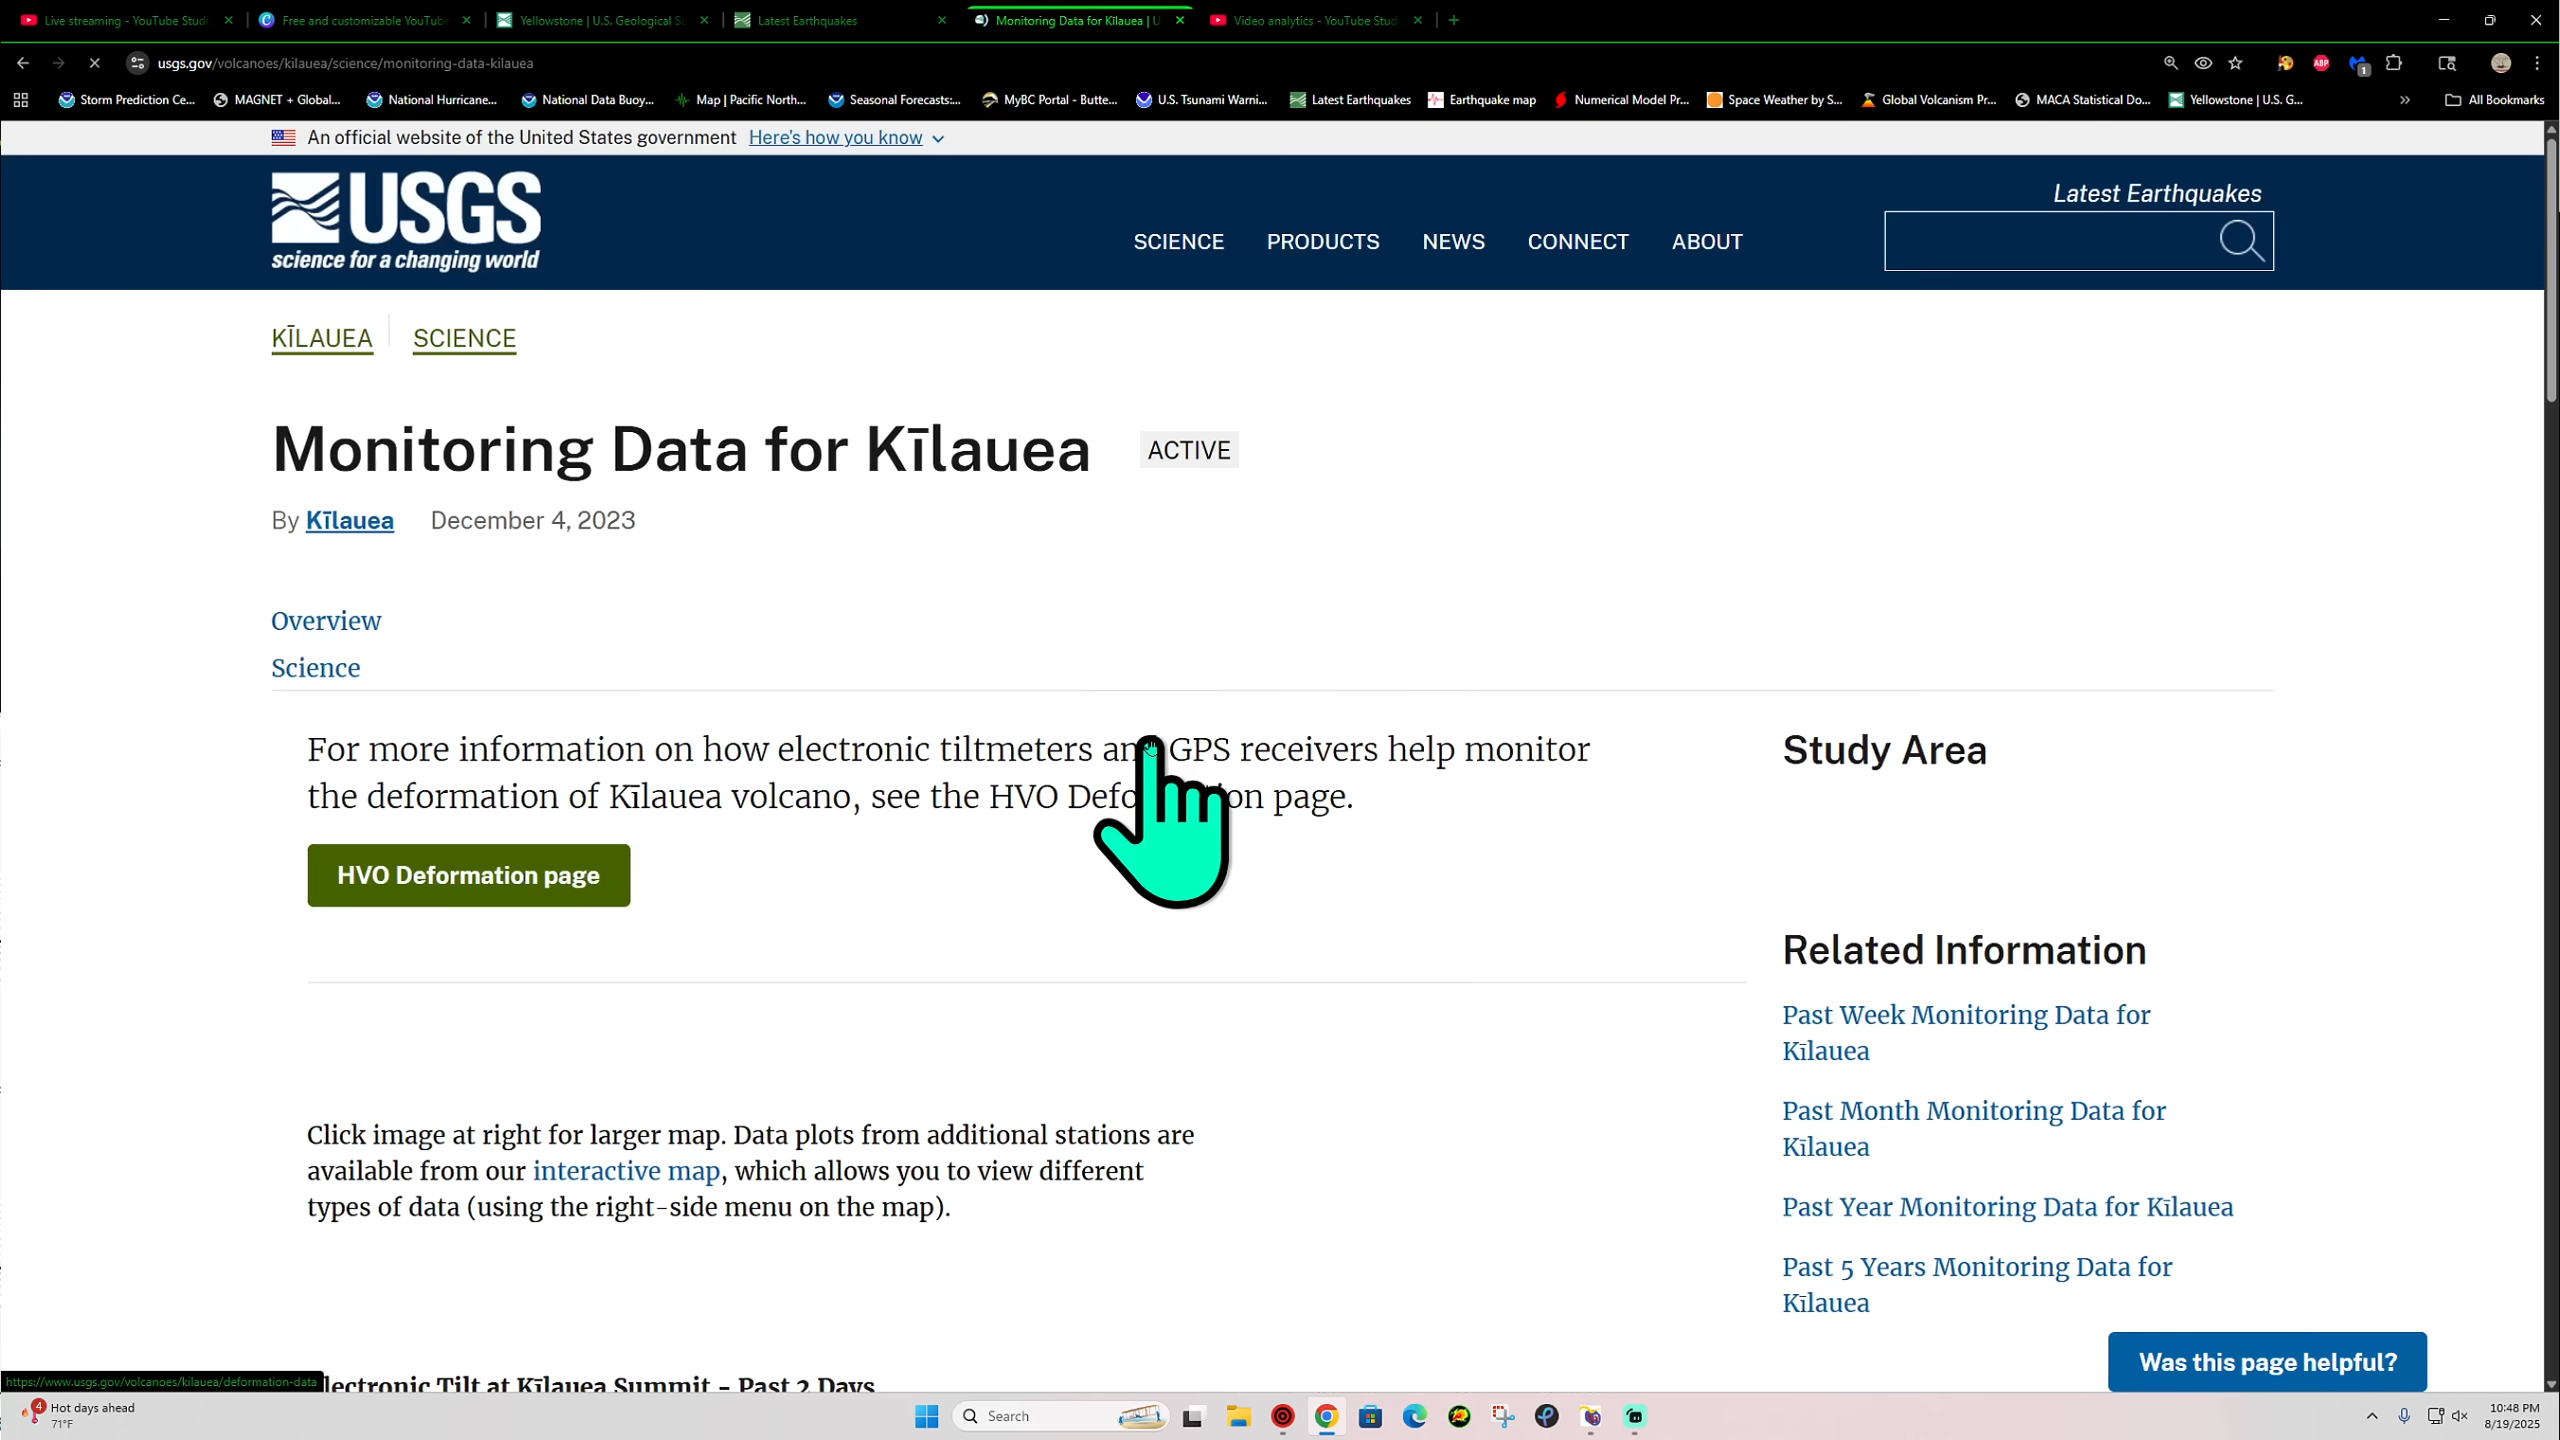 Live streaming - YouTube Studi
Free and customizable YouTube
Yellowstone | U.S. Geological Su
Latest Earthquakes
Monitoring Data for Kīlauea | U
Video analytics - YouTube Stud
usgs.gov/volcanoes/kilauea/science/monitoring-data-kilauea
Storm Prediction Ce...
MAGNET + Global...
National Hurricane...
National Data Buoy...
Map | Pacific North...
Seasonal Forecasts:...
MyBC Portal - Butte...
U.S. Tsunami Warni...
Latest Earthquakes
Earthquake map
Numerical Model Pr...
Space Weather by S...
Global Volcanism Pr...
MACA Statistical Do...
Yellowstone | U.S. G...
» All Bookmarks
An official website of the United States government Here's how you know
USGS
science for a changing world
Latest Earthquakes
SCIENCE PRODUCTS NEWS CONNECT ABOUT
KĪLAUEA SCIENCE
Monitoring Data for Kīlauea ACTIVE
By Kīlauea December 4, 2023
Overview
Science
For more information on how electronic tiltmeters an GPS receivers help monitor
the deformation of Kīlauea volcano, see the HVO Defo on page.
HVO Deformation page
Click image at right for larger map. Data plots from additional stations are
available from our interactive map, which allows you to view different
types of data (using the right-side menu on the map).
lectronic Tilt at Kīlauea Summit - Past 2 Days
Study Area
Related Information
Past Week Monitoring Data for
Kīlauea
Past Month Monitoring Data for
Kīlauea
Past Year Monitoring Data for Kīlauea
Past 5 Years Monitoring Data for
Kīlauea
Was this page helpful?
https://www.usgs.gov/volcanoes/kilauea/deformation-data
4
Hot days ahead
71°F
Search
10:48 PM
8/19/2025
ABP
1